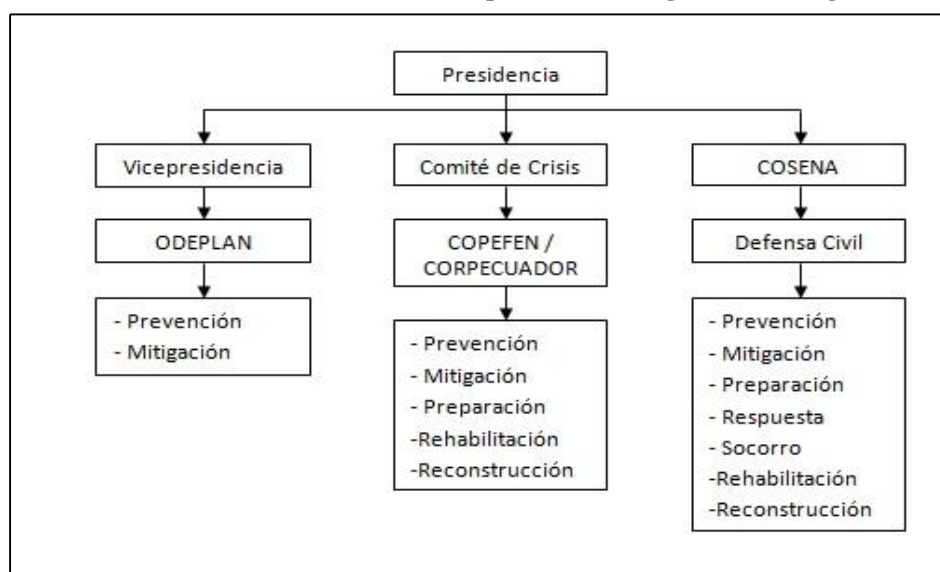 Presidencia
Vicepresidencia
Comité de Crisis
COSENA
ODEPLAN
COPEFEN /
CORPECUADOR
Defensa Civil
- Prevención
- Mitigación
- Prevención
- Mitigación
- Preparación
-Rehabilitación
-Reconstrucción
- Prevención
- Mitigación
- Preparación
- Respuesta
- Socorro
-Rehabilitación
-Reconstrucción